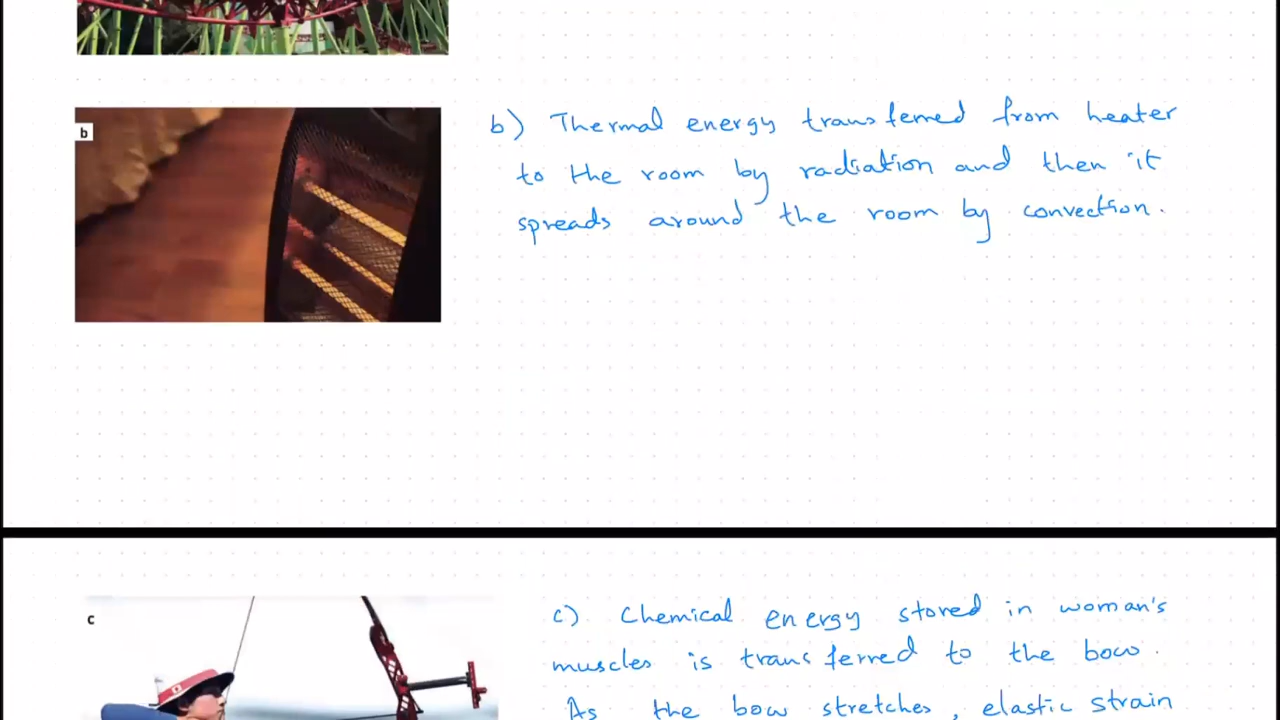 b
b) Thermal energy transferred from heater
to the room by radiation and then it
spreads around the room by convection.
c
c) Chemical energy stored in woman's
muscles is transferred to the bow.
As the bow stretches, elastic strain